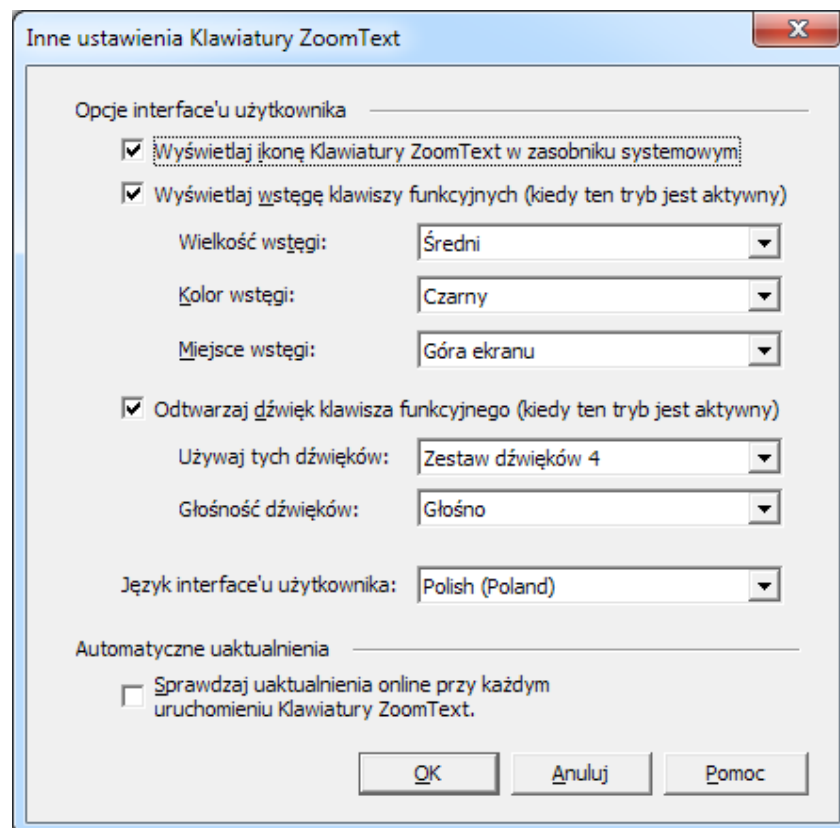 Inne ustawienia Klawiatury ZoomText
Opcje interface'u użytkownika
Wyświetlaj ikonę Klawiatury ZoomText w zasobniku systemowym
Wyświetlaj wstęgę klawiszy funkcyjnych (kiedy ten tryb jest aktywny)
Wielkość wstęgi: Średni
Kolor wstęgi: Czarny
Miejsce wstęgi: Góra ekranu
Odtwarzaj dźwięk klawisza funkcyjnego (kiedy ten tryb jest aktywny)
Używaj tych dźwięków: Zestaw dźwięków 4
Głośność dźwięków: Głośno
Język interface'u użytkownika: Polish (Poland)
Automatyczne uaktualnienia
Sprawdzaj uaktualnienia online przy każdym
uruchomieniu Klawiatury ZoomText.
OK Anuluj Pomoc